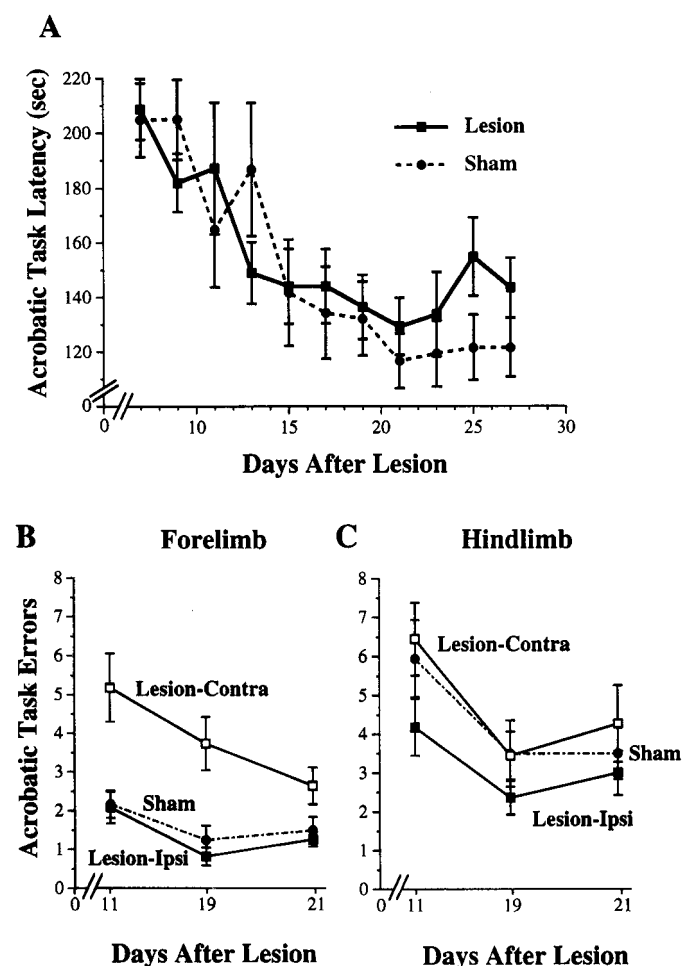 A
Acrobatic Task Latency (sec)
220
200
180
160
140
120
0
Lesion
Sham
0 10 15 20 25 30
Days After Lesion
B Forelimb
Acrobatic Task Errors
8
7
6
5
4
3
2
1
0
Lesion-Contra
Sham
Lesion-Ipsi
0 11 19 21
Days After Lesion
C Hindlimb
8
7
6
5
4
3
2
1
0
Lesion-Contra
Sham
Lesion-Ipsi
0 11 19 21
Days After Lesion